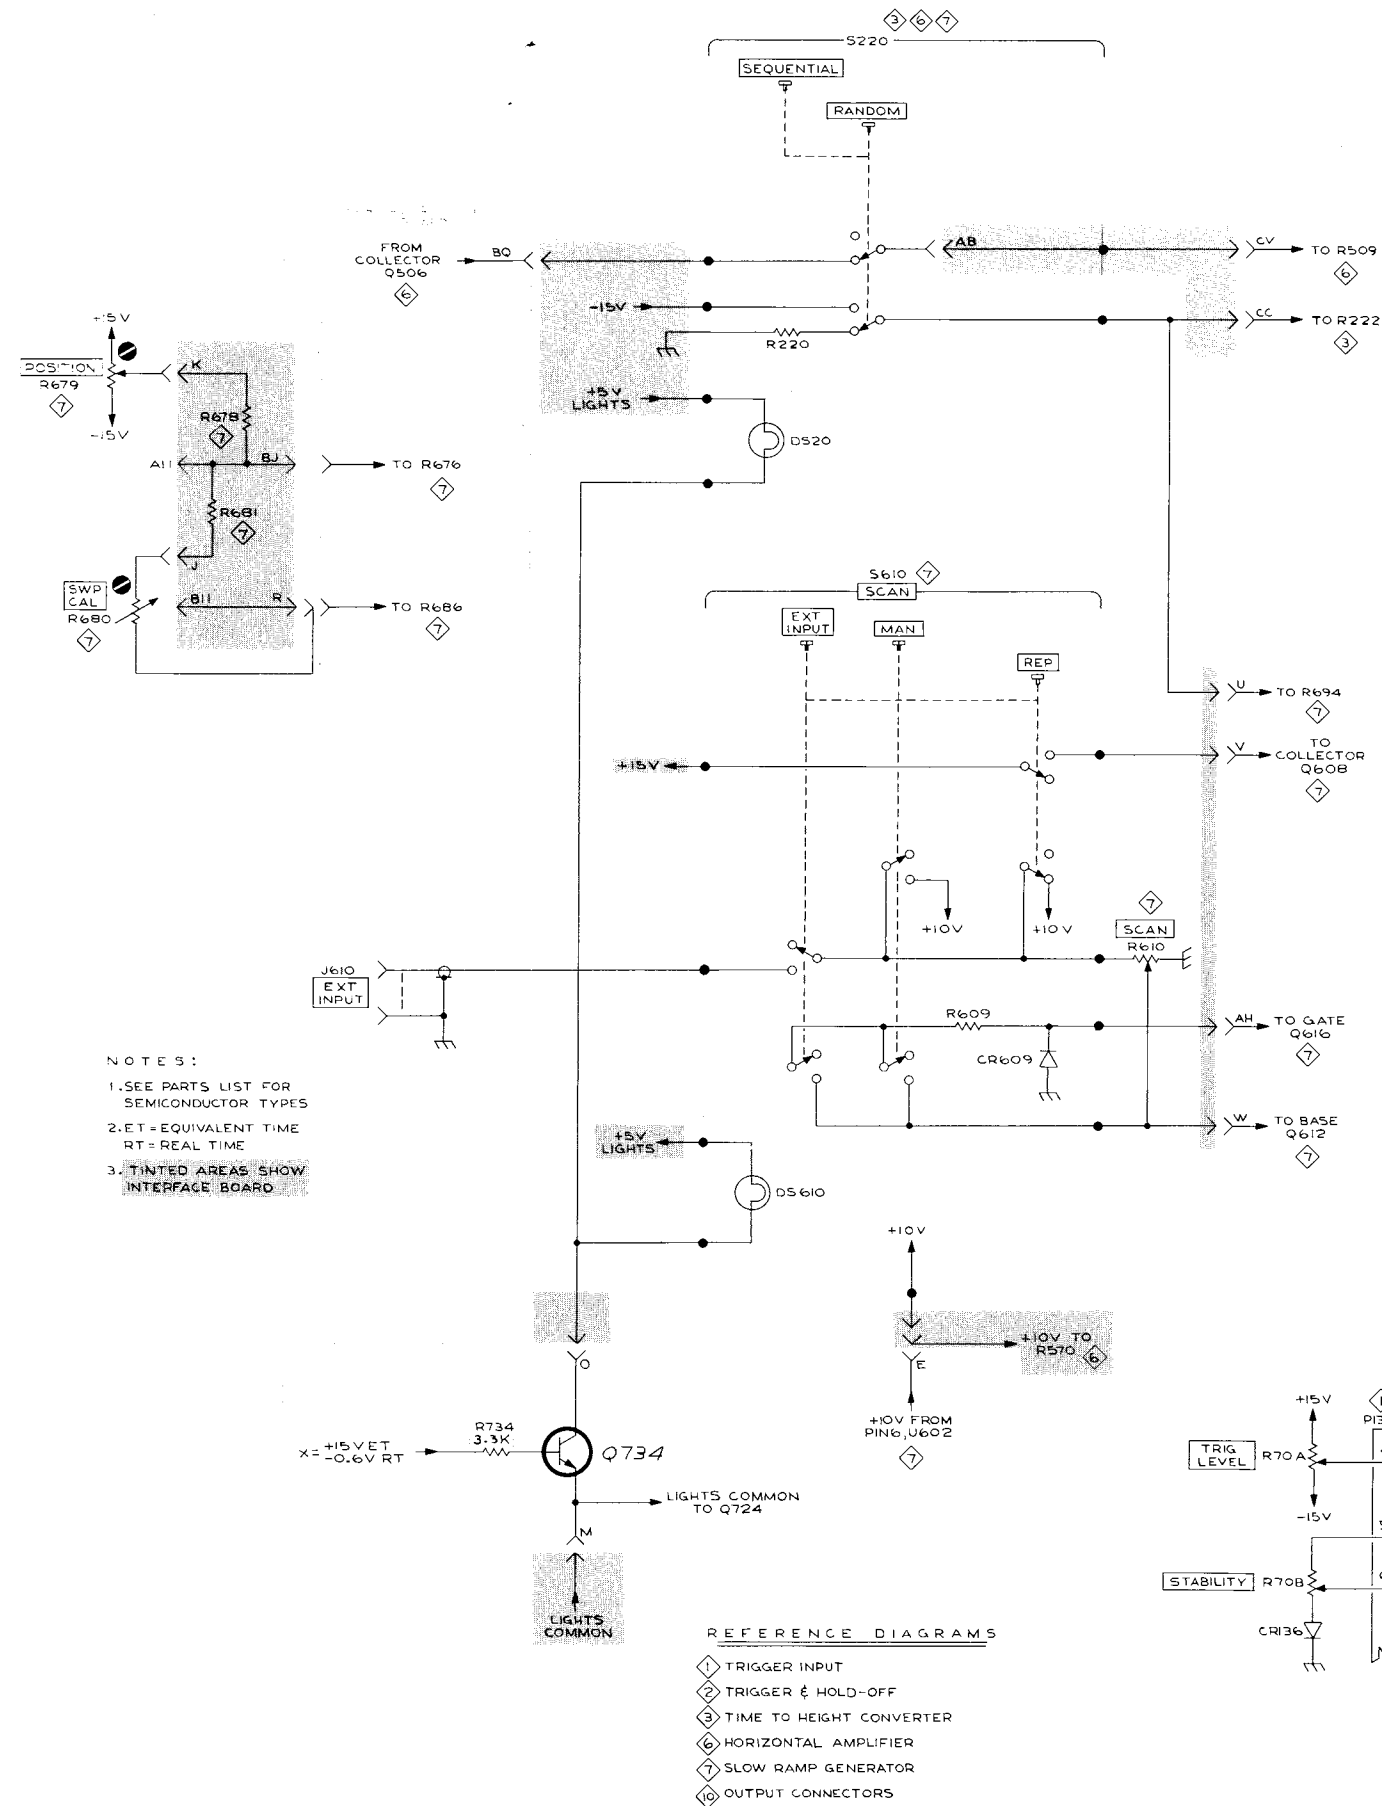 3 6 7
S220
SEQUENTIAL
RANDOM
FROM
COLLECTOR
Q506
6
BQ
AB
CV
TO R509
6
-15V
R220
CC
TO R222
3
+5V
LIGHTS
DS20
+15V
POSITION
R679
7
-15V
K
R678
7
A11
BJ
TO R676
7
R681
7
J
SWP
CAL
R680
7
B11
R
TO R686
7
S610 7
SCAN
EXT
INPUT
MAN
REP
U
TO R694
7
+15V
V
TO
COLLECTOR
Q608
7
+10V
+10V
7
SCAN
R610
J610
EXT
INPUT
R609
CR609
AH
TO GATE
Q616
7
W
TO BASE
Q612
7
NOTES:
1. SEE PARTS LIST FOR
SEMICONDUCTOR TYPES
2. ET = EQUIVALENT TIME
RT = REAL TIME
3. TINTED AREAS SHOW
INTERFACE BOARD
+5V
LIGHTS
DS610
+10V
+10V TO
R570 6
E
+10V FROM
PIN6, U602
7
O
R734
3.3K
X = +15V ET
-0.6V RT
Q734
LIGHTS COMMON
TO Q724
M
LIGHTS
COMMON
+15V
TRIG
LEVEL
R70A
-15V
STABILITY
R70B
CR136
REFERENCE DIAGRAMS
1 TRIGGER INPUT
2 TRIGGER & HOLD-OFF
3 TIME TO HEIGHT CONVERTER
6 HORIZONTAL AMPLIFIER
7 SLOW RAMP GENERATOR
10 OUTPUT CONNECTORS